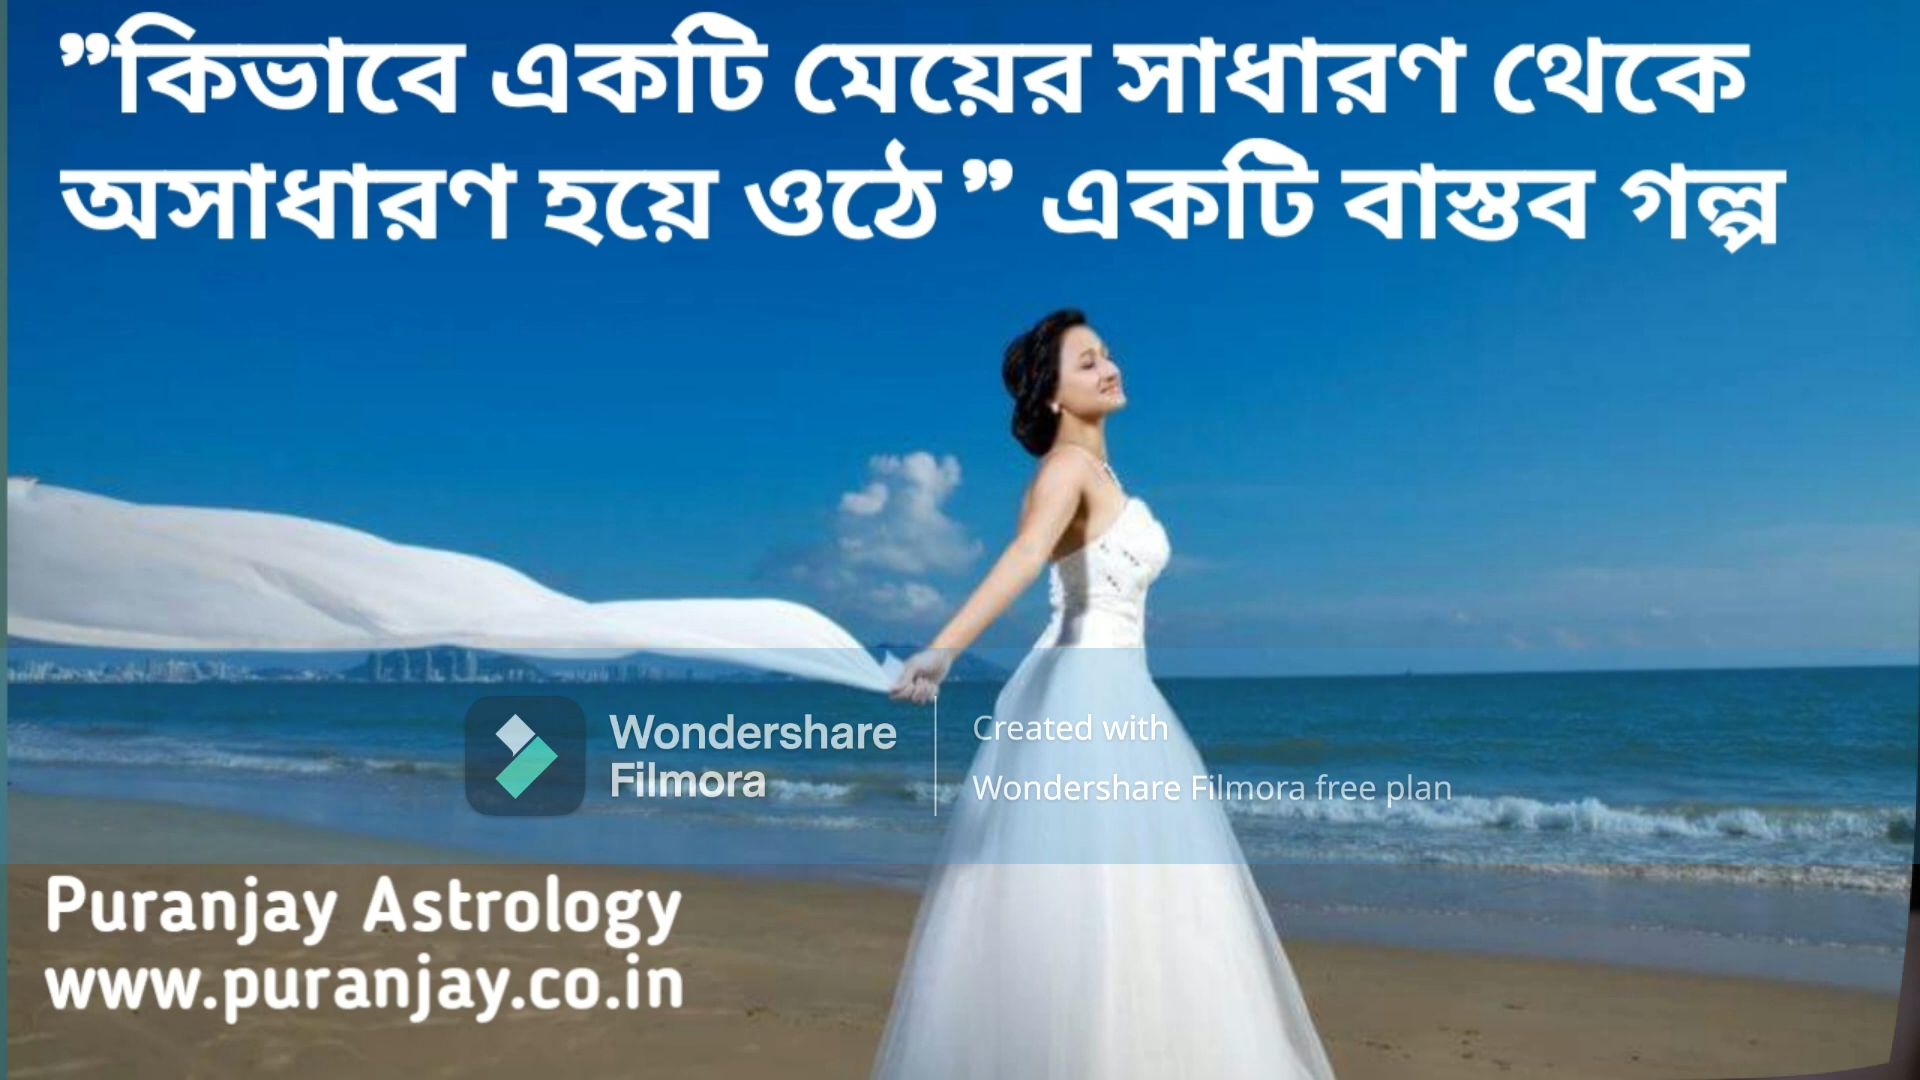 ”কিভাবে একটি মেয়ের সাধারণ থেকে
অসাধারণ হয়ে ওঠে ” একটি বাস্তব গল্প
Wondershare
Filmora
Created with
Wondershare Filmora free plan
Puranjay Astrology
www.puranjay.co.in